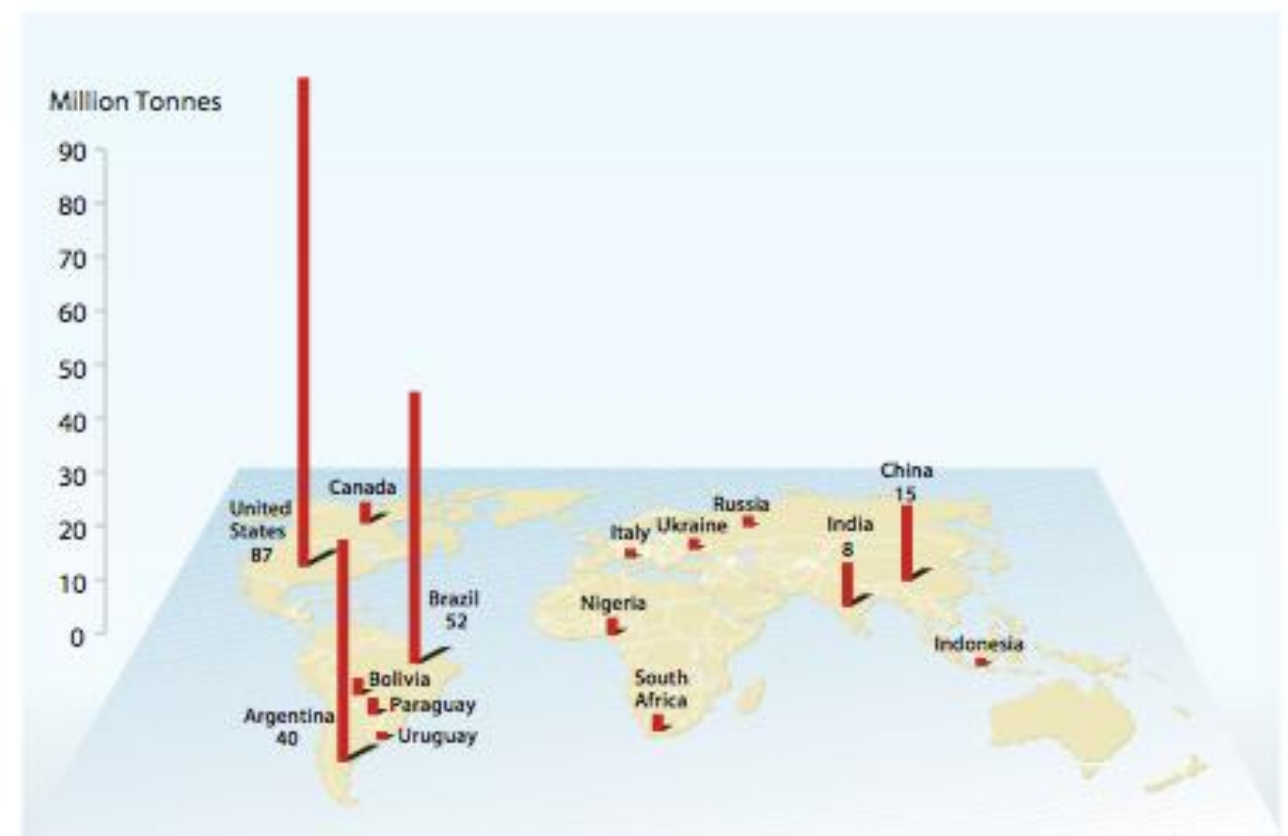 Million Tonnes
90
80
70
60
50
40
30
20
10
0
United
States
87
Canada
Brazil
52
Bolivia
Paraguay
Argentina
40
Uruguay
Italy
Ukraine
Russia
Nigeria
South
Africa
India
8
China
15
Indonesia